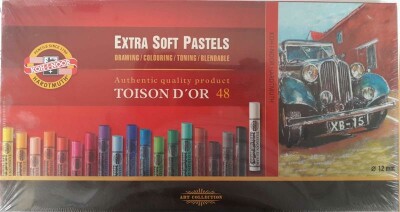 KOH-I-NOOR
HARDTMUTH
EXTRA SOFT PASTELS
DRAWING / COLOURING / TONING / BLENDABLE
Authentic quality product
TOISON D'OR 48
XB-15
Ø 12 mm
ART COLLECTION